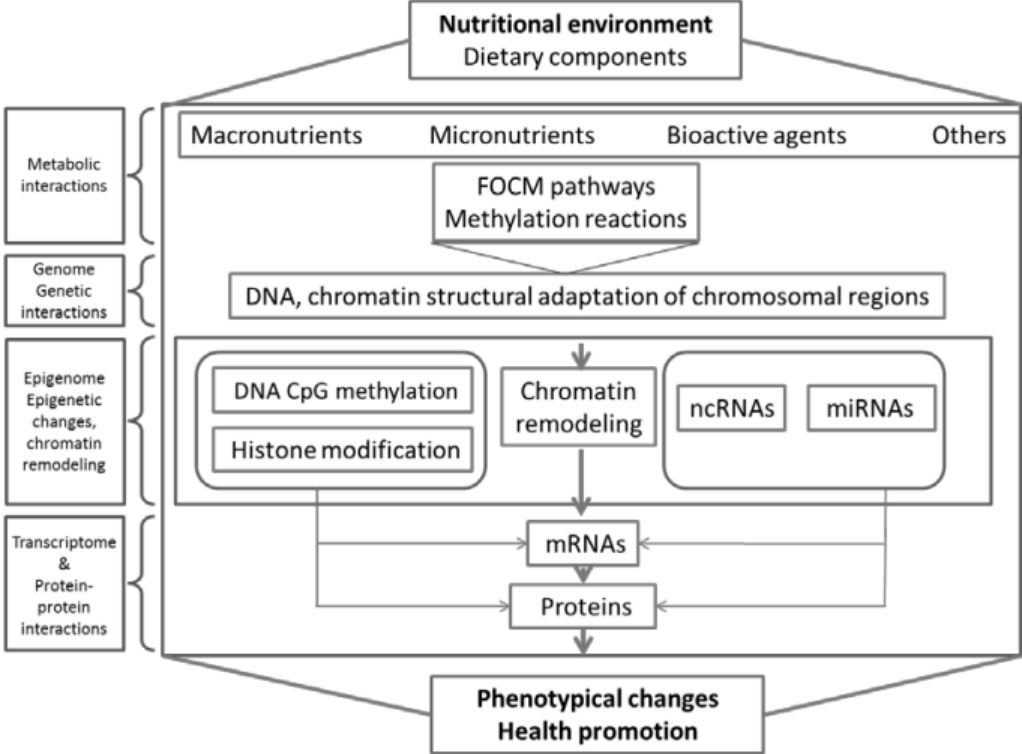 Nutritional environment
Dietary components
Macronutrients Micronutrients Bioactive agents Others
Metabolic
interactions
FOCM pathways
Methylation reactions
Genome
Genetic
interactions
DNA, chromatin structural adaptation of chromosomal regions
Epigenome
Epigenetic
changes,
chromatin
remodeling
DNA CpG methylation
Histone modification
Chromatin
remodeling
ncRNAs
miRNAs
Transcriptome
&
Protein-
protein
interactions
mRNAs
Proteins
Phenotypical changes
Health promotion